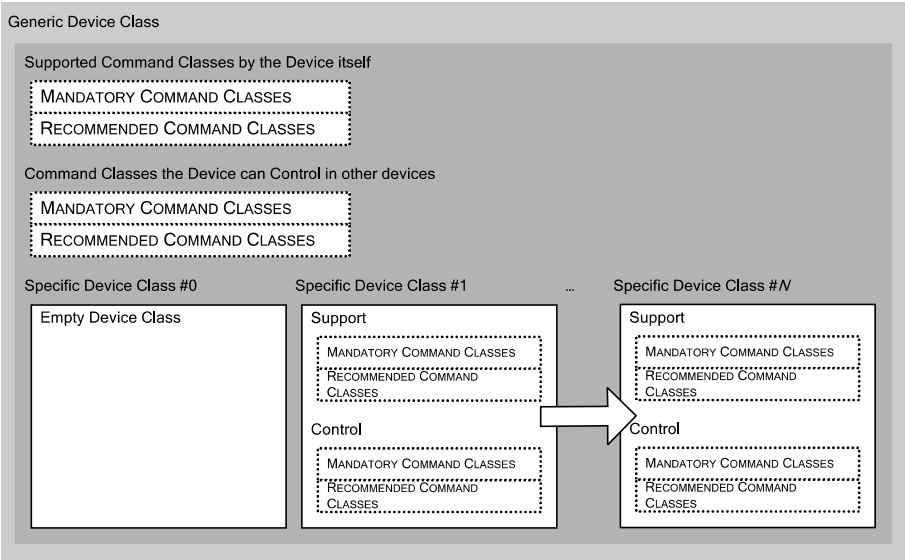 Generic Device Class
Supported Command Classes by the Device itself
MANDATORY COMMAND CLASSES
RECOMMENDED COMMAND CLASSES
Command Classes the Device can Control in other devices
MANDATORY COMMAND CLASSES
RECOMMENDED COMMAND CLASSES
Specific Device Class #0
Empty Device Class
Specific Device Class #1
Support
MANDATORY COMMAND CLASSES
RECOMMENDED COMMAND
CLASSES
Control
MANDATORY COMMAND CLASSES
RECOMMENDED COMMAND
CLASSES
...
Specific Device Class #N
Support
MANDATORY COMMAND CLASSES
RECOMMENDED COMMAND
CLASSES
Control
MANDATORY COMMAND CLASSES
RECOMMENDED COMMAND
CLASSES